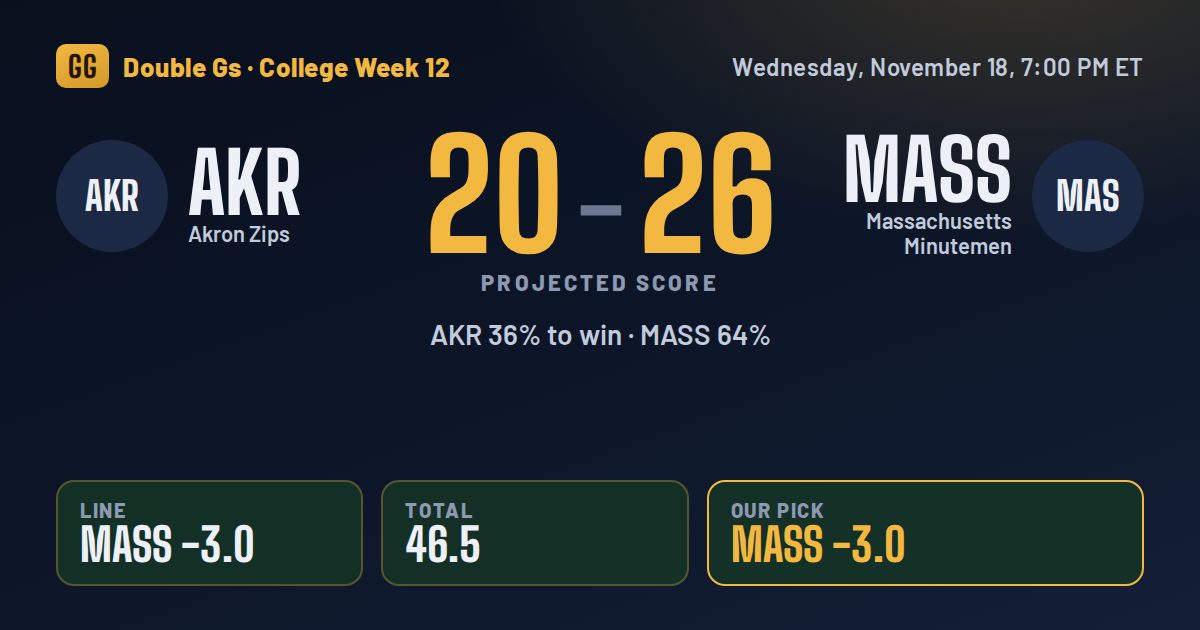 GG Double Gs · College Week 12
Wednesday, November 18, 7:00 PM ET
AKR
AKR
Akron Zips
20 – 26
PROJECTED SCORE
AKR 36% to win · MASS 64%
MASS
Massachusetts
Minutemen
MAS
LINE
MASS −3.0
TOTAL
46.5
OUR PICK
MASS −3.0